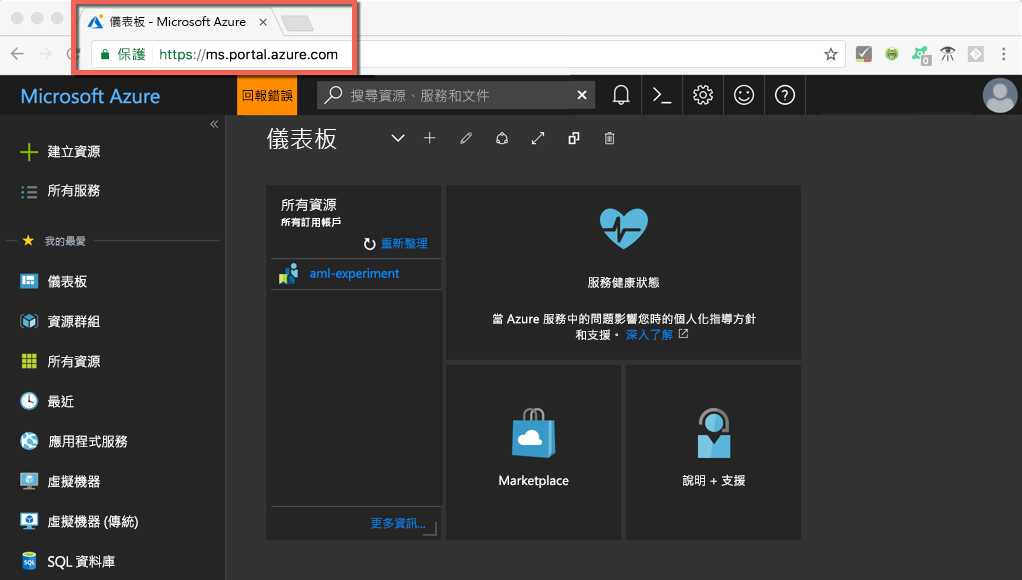 儀表板 - Microsoft Azure
保護 https://ms.portal.azure.com
0
Microsoft Azure
回報錯誤
搜尋資源、服務和文件
儀表板
建立資源
所有服務
我的最愛
儀表板
資源群組
所有資源
最近
應用程式服務
虛擬機器
虛擬機器 (傳統)
SQL 資料庫
所有資源
所有訂用帳戶
重新整理
aml-experiment
更多資訊...
服務健康狀態
當 Azure 服務中的問題影響您時的個人化指導方針
和支援。 深入了解
Marketplace
說明 + 支援